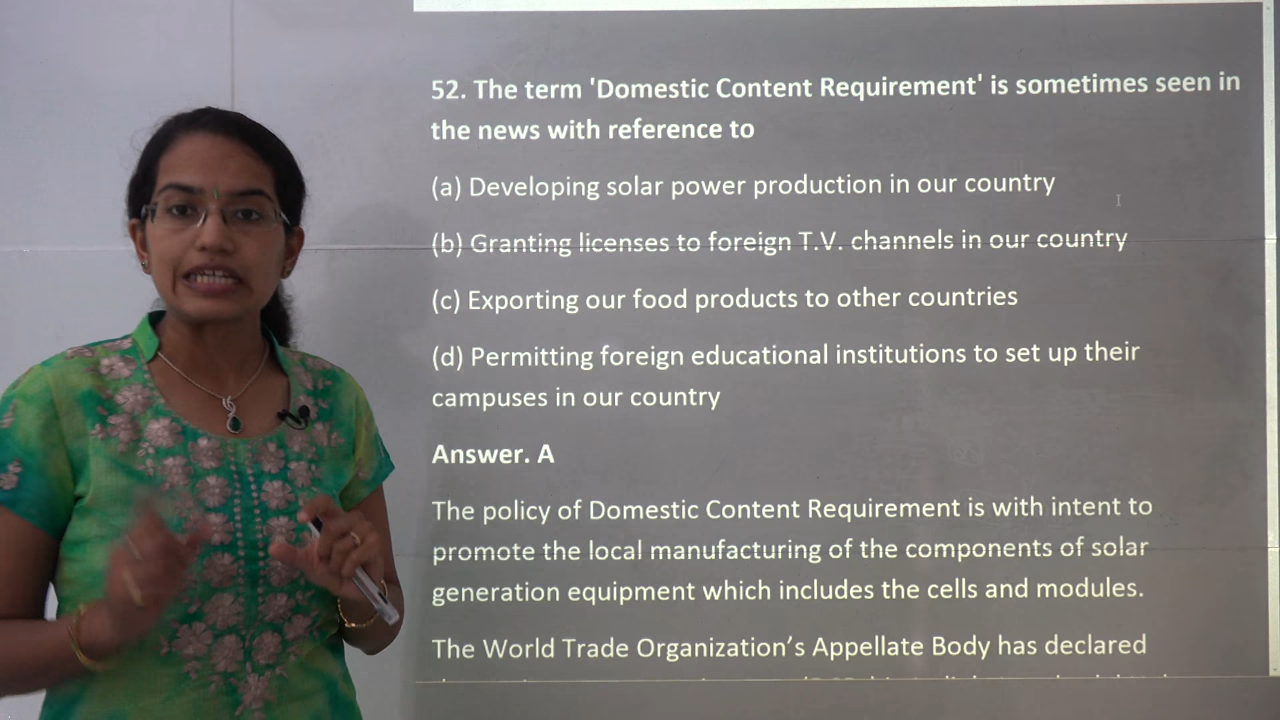 52. The term 'Domestic Content Requirement' is sometimes seen in
the news with reference to
(a) Developing solar power production in our country
(b) Granting licenses to foreign T.V. channels in our country
(c) Exporting our food products to other countries
(d) Permitting foreign educational institutions to set up their
campuses in our country
Answer. A
The policy of Domestic Content Requirement is with intent to
promote the local manufacturing of the components of solar
generation equipment which includes the cells and modules.
The World Trade Organization’s Appellate Body has declared